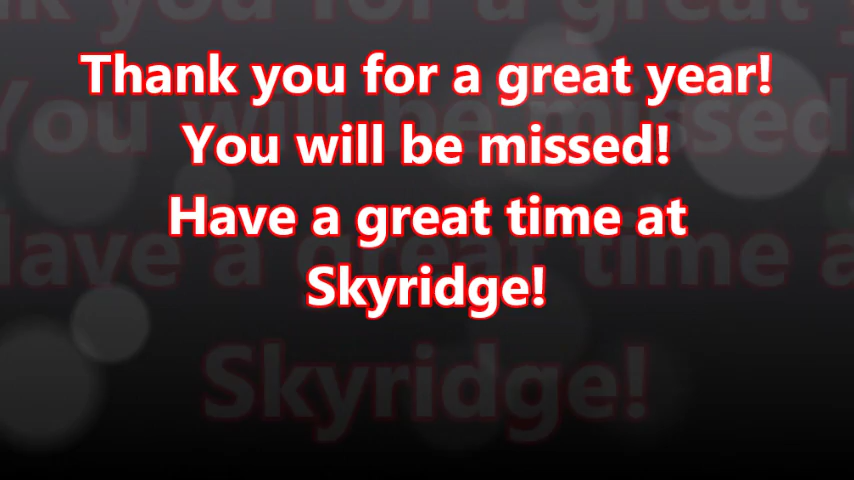 Thank you for a great year!
You will be missed!
Have a great time at
Skyridge!